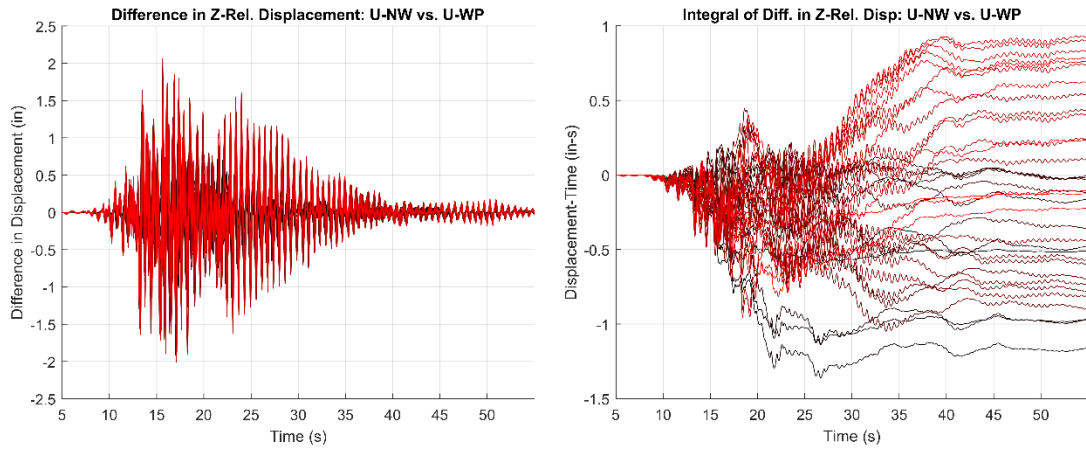 Difference in Z-Rel. Displacement: U-NW vs. U-WP
Difference in Displacement (in)
2.5
2
1.5
1
0.5
0
-0.5
-1
-1.5
-2
-2.5
5 10 15 20 25 30 35 40 45 50
Time (s)
Integral of Diff. in Z-Rel. Disp: U-NW vs. U-WP
Displacement-Time (in-s)
1
0.5
0
-0.5
-1
-1.5
5 10 15 20 25 30 35 40 45 50
Time (s)